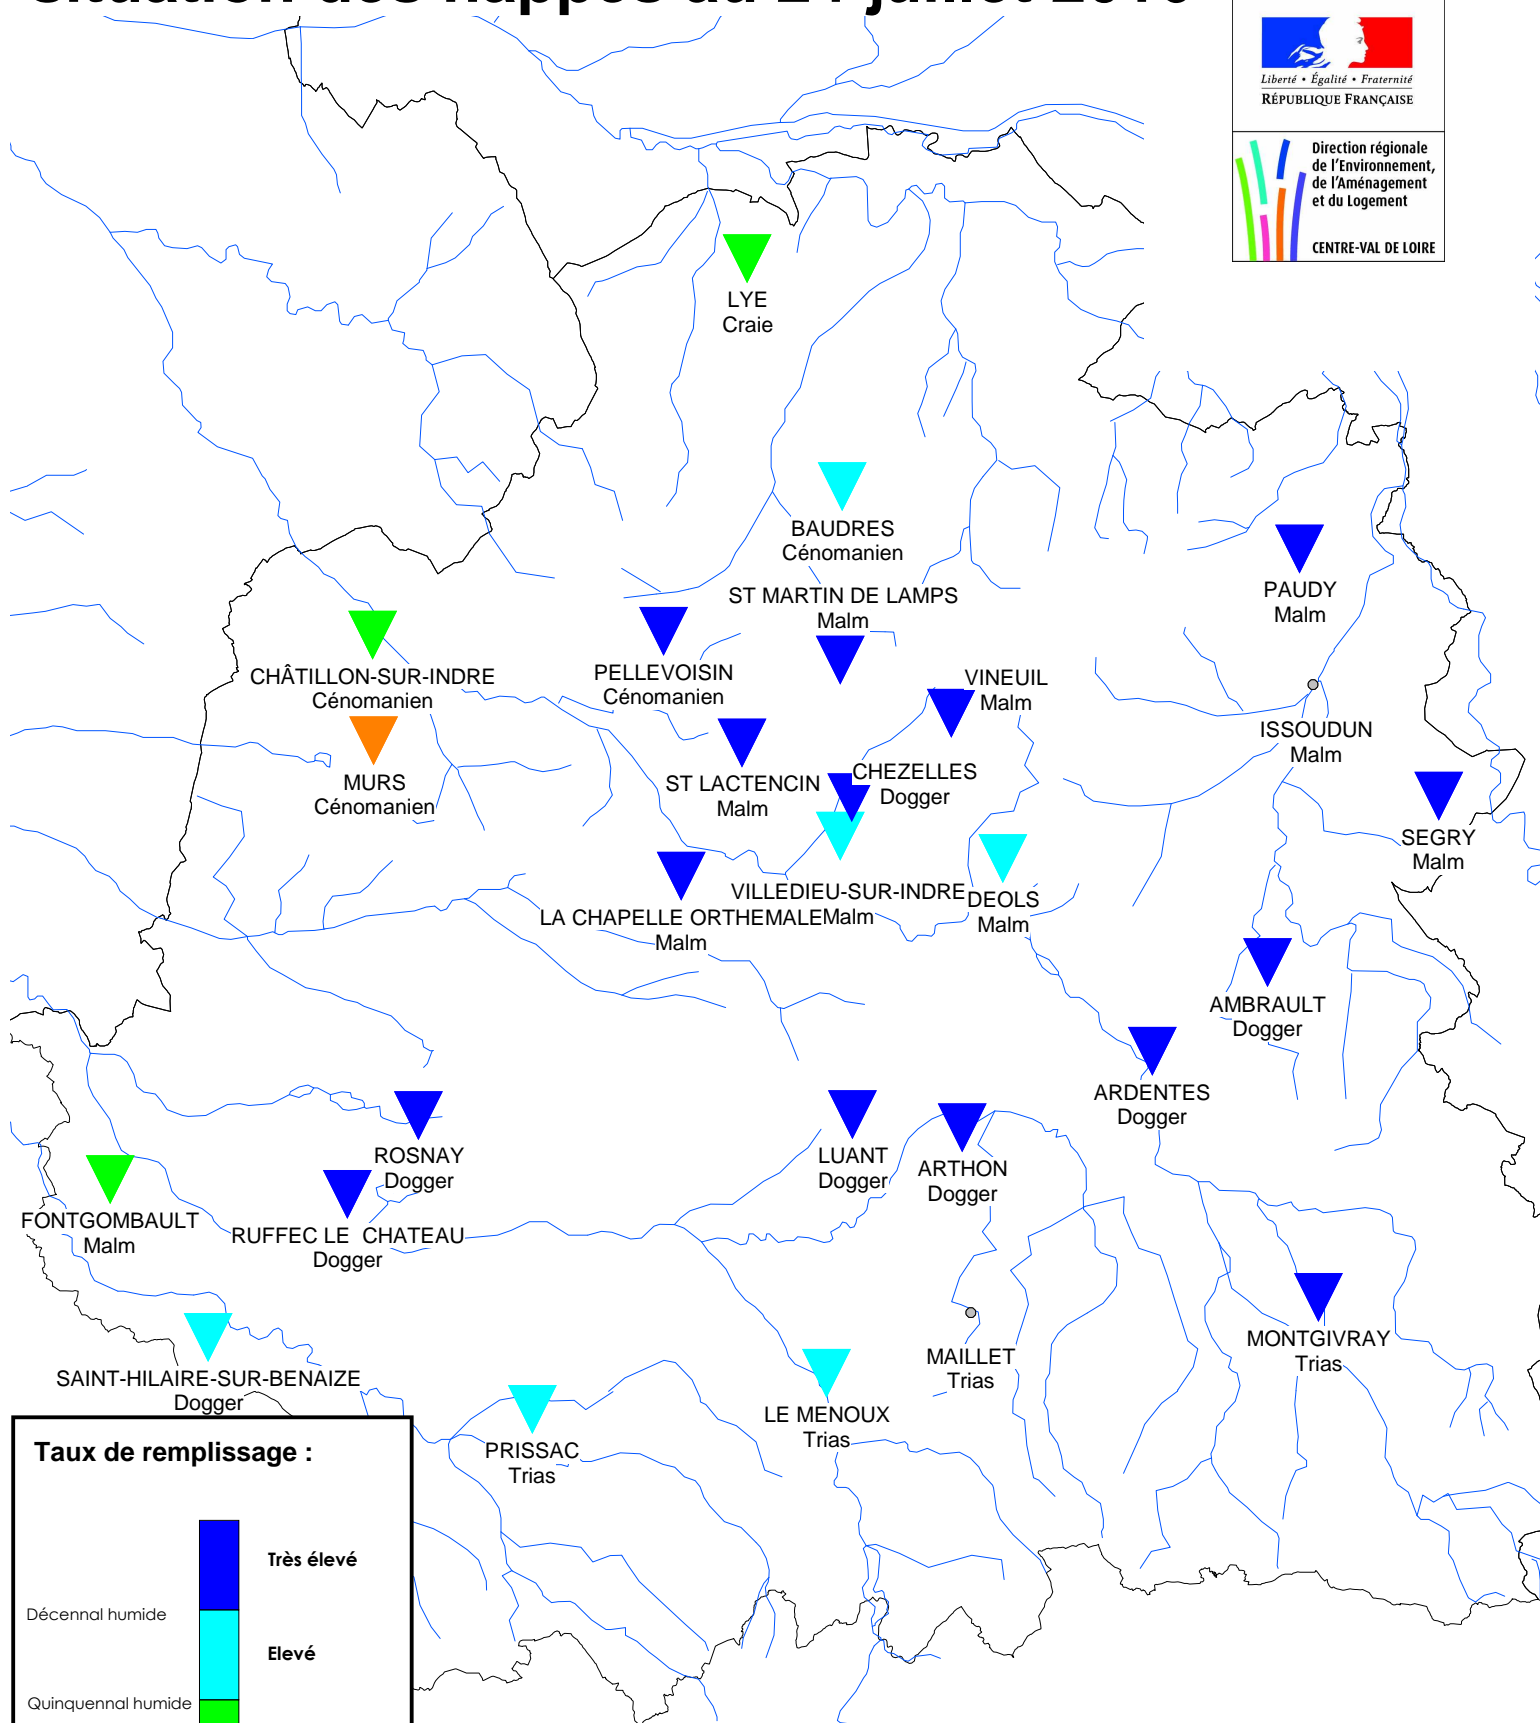 Liberté • Égalité • Fraternité
RÉPUBLIQUE FRANÇAISE
Direction régionale
de l'Environnement,
de l'Aménagement
et du Logement
CENTRE-VAL DE LOIRE
LYE
Craie
BAUDRES
Cénomanien
ST MARTIN DE LAMPS
Malm
PAUDY
Malm
CHÂTILLON-SUR-INDRE
Cénomanien
PELLEVOISIN
Cénomanien
VINEUIL
Malm
ISSOUDUN
Malm
MURS
Cénomanien
ST LACTENCIN
Malm
CHEZELLES
Dogger
SEGRY
Malm
VILLEDIEU-SUR-INDRE
Malm
DEOLS
Malm
LA CHAPELLE ORTHEMALE
Malm
AMBRAULT
Dogger
ARDENTES
Dogger
ROSNAY
Dogger
LUANT
Dogger
ARTHON
Dogger
FONTGOMBAULT
Malm
RUFFEC LE  CHATEAU
Dogger
MONTGIVRAY
Trias
MAILLET
Trias
SAINT-HILAIRE-SUR-BENAIZE
Dogger
LE MENOUX
Trias
PRISSAC
Trias
Taux de remplissage :
Très élevé
Décennal humide
Elevé
Quinquennal humide